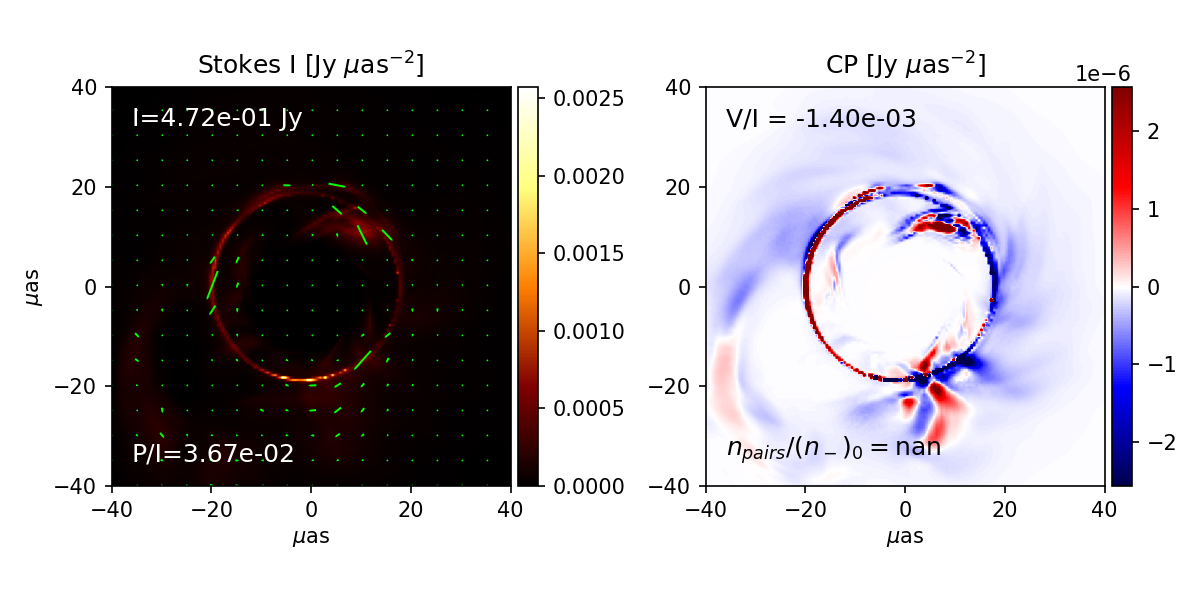 Stokes I [Jy μas⁻²]
I=4.72e-01 Jy
P/I=3.67e-02
40
20
0
−20
−40
μas
−40 −20 0 20 40
μas
0.0025
0.0020
0.0015
0.0010
0.0005
0.0000
CP [Jy μas⁻²]
1e−6
V/I = -1.40e-03
n_pairs/(n_−)₀ = nan
40
20
0
−20
−40
−40 −20 0 20 40
μas
2
1
0
−1
−2